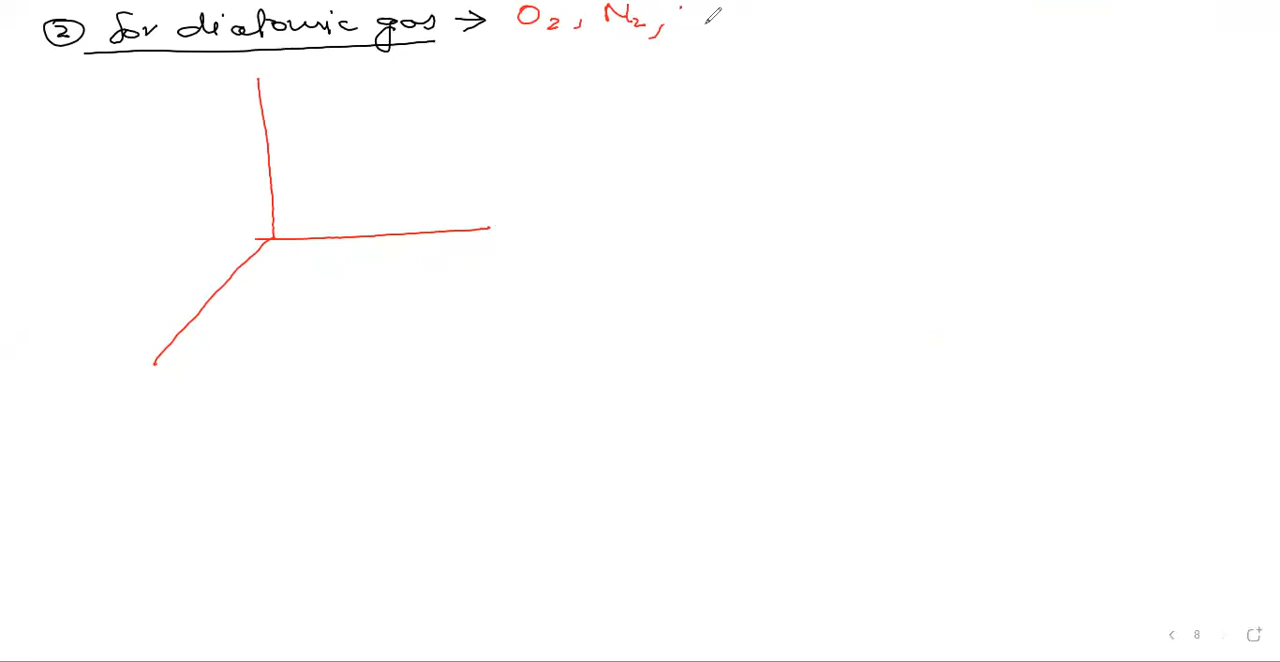 ② for diatomic gas → O₂, N₂,
8